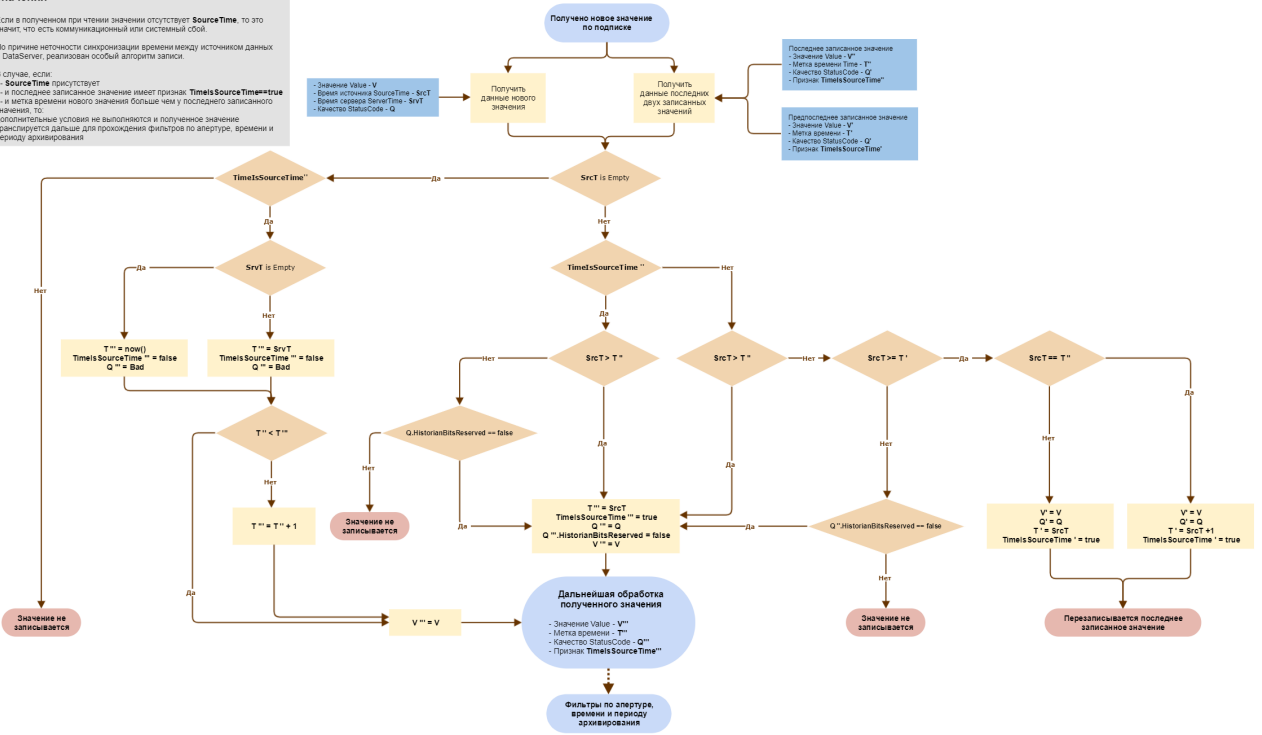 Если в полученном при чтении значении отсутствует SourceTime, то это
значит, что есть коммуникационный или системный сбой.
По причине неточности синхронизации времени между источником данных
DataServer, реализован особый алгоритм записи.
случае, если:
- SourceTime присутствует
- и последнее записанное значение имеет признак TimeIsSourceTime==true
- и метка времени нового значения больше чем у последнего записанного
значения, то:
дополнительные условия не выполняются и полученное значение
транслируется дальше для прохождения фильтров по апертуре, времени и
периоду архивирования
Получено новое значение
по подписке
- Значение Value - V
- Время источника SourceTime - SrcT
- Время сервера ServerTime - SrvT
- Качество StatusCode - Q
Получить
данные нового
значения
Получить
данные последних
двух записанных
значений
Последнее записанное значение
- Значение Value - V''
- Метка времени Time - T''
- Качество StatusCode - Q'
- Признак TimeIsSourceTime''
Предпоследнее записанное значение
- Значение Value - V'
- Метка времени - T'
- Качество StatusCode - Q'
- Признак TimeIsSourceTime'
TimeIsSourceTime''
Да
SrcT is Empty
Да
Нет
SrvT is Empty
TimeIsSourceTime ''
Да
Нет
Нет
Нет
Да
T ''' = now()
TimeIsSourceTime ''' = false
Q ''' = Bad
T ''' = SrvT
TimeIsSourceTime ''' = false
Q ''' = Bad
Нет
SrcT > T ''
SrcT > T ''
Нет
SrcT >= T '
Да
SrcT == T ''
Да
T '' < T '''
Q.HistorianBitsReserved == false
Да
Нет
Нет
Нет
Да
Нет
T ''' = T '' + 1
Значение не
записывается
Да
T ''' = SrcT
TimeIsSourceTime ''' = true
Q ''' = Q
Q '''.HistorianBitsReserved = false
V ''' = V
Да
Q ''.HistorianBitsReserved == false
V' = V
Q' = Q
T ' = SrcT
TimeIsSourceTime ' = true
V' = V
Q' = Q
T ' = SrcT +1
TimeIsSourceTime ' = true
Да
Нет
Значение не
записывается
V ''' = V
Дальнейшая обработка
полученного значения
- Значение Value - V'''
- Метка времени - T'''
- Качество StatusCode - Q'''
- Признак TimeIsSourceTime'''
Значение не
записывается
Перезаписывается последнее
записанное значение
Фильтры по апертуре,
времени и периоду
архивирования